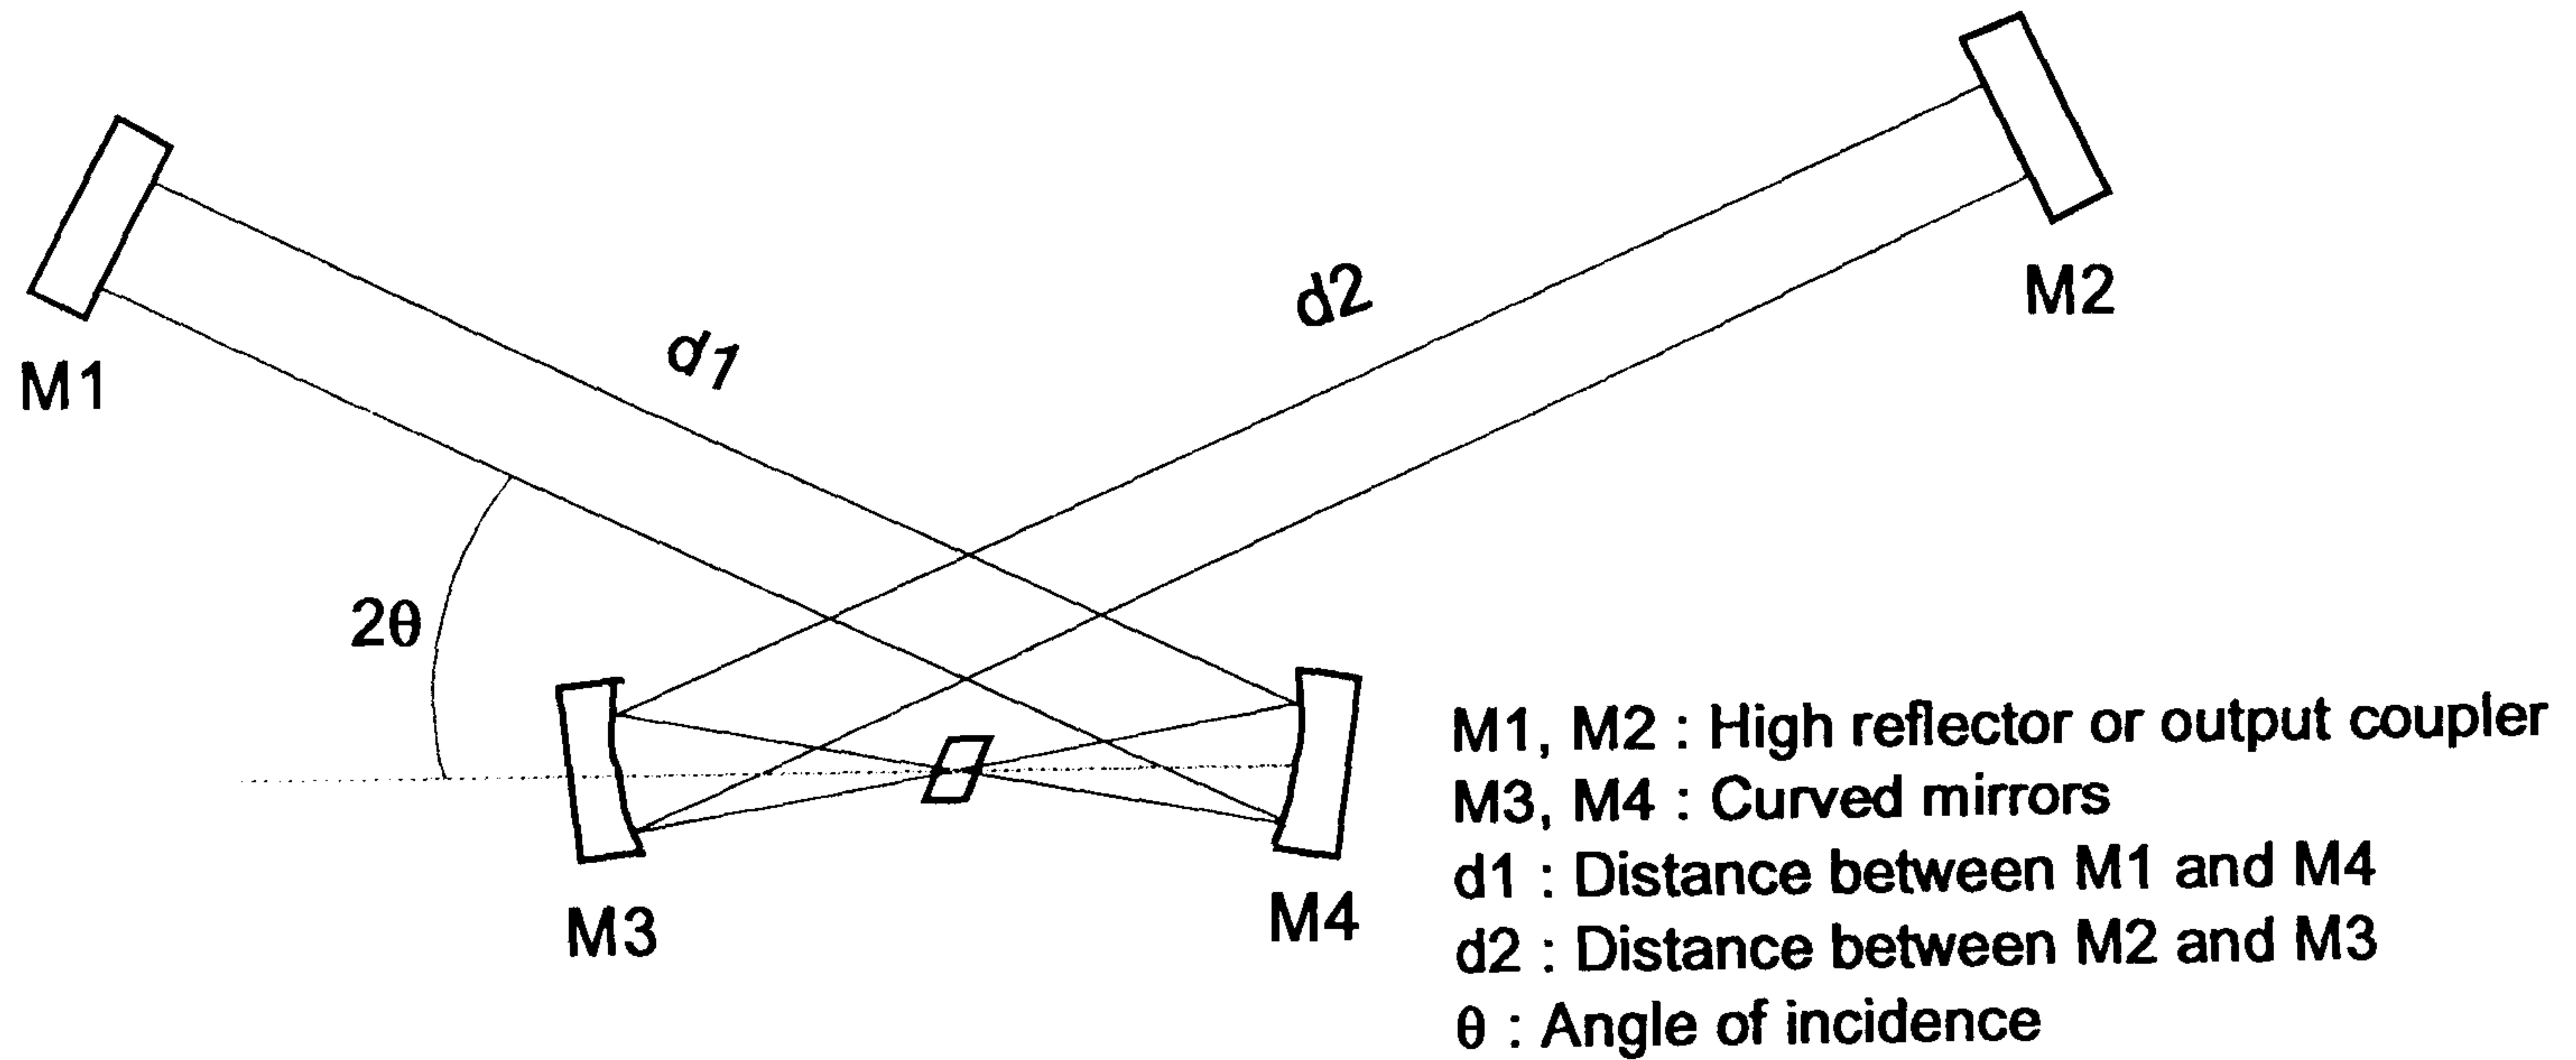 M1
d1
d2
M2
2θ
M3
M4
M1, M2 : High reflector or output coupler
M3, M4 : Curved mirrors
d1 : Distance between M1 and M4
d2 : Distance between M2 and M3
θ : Angle of incidence